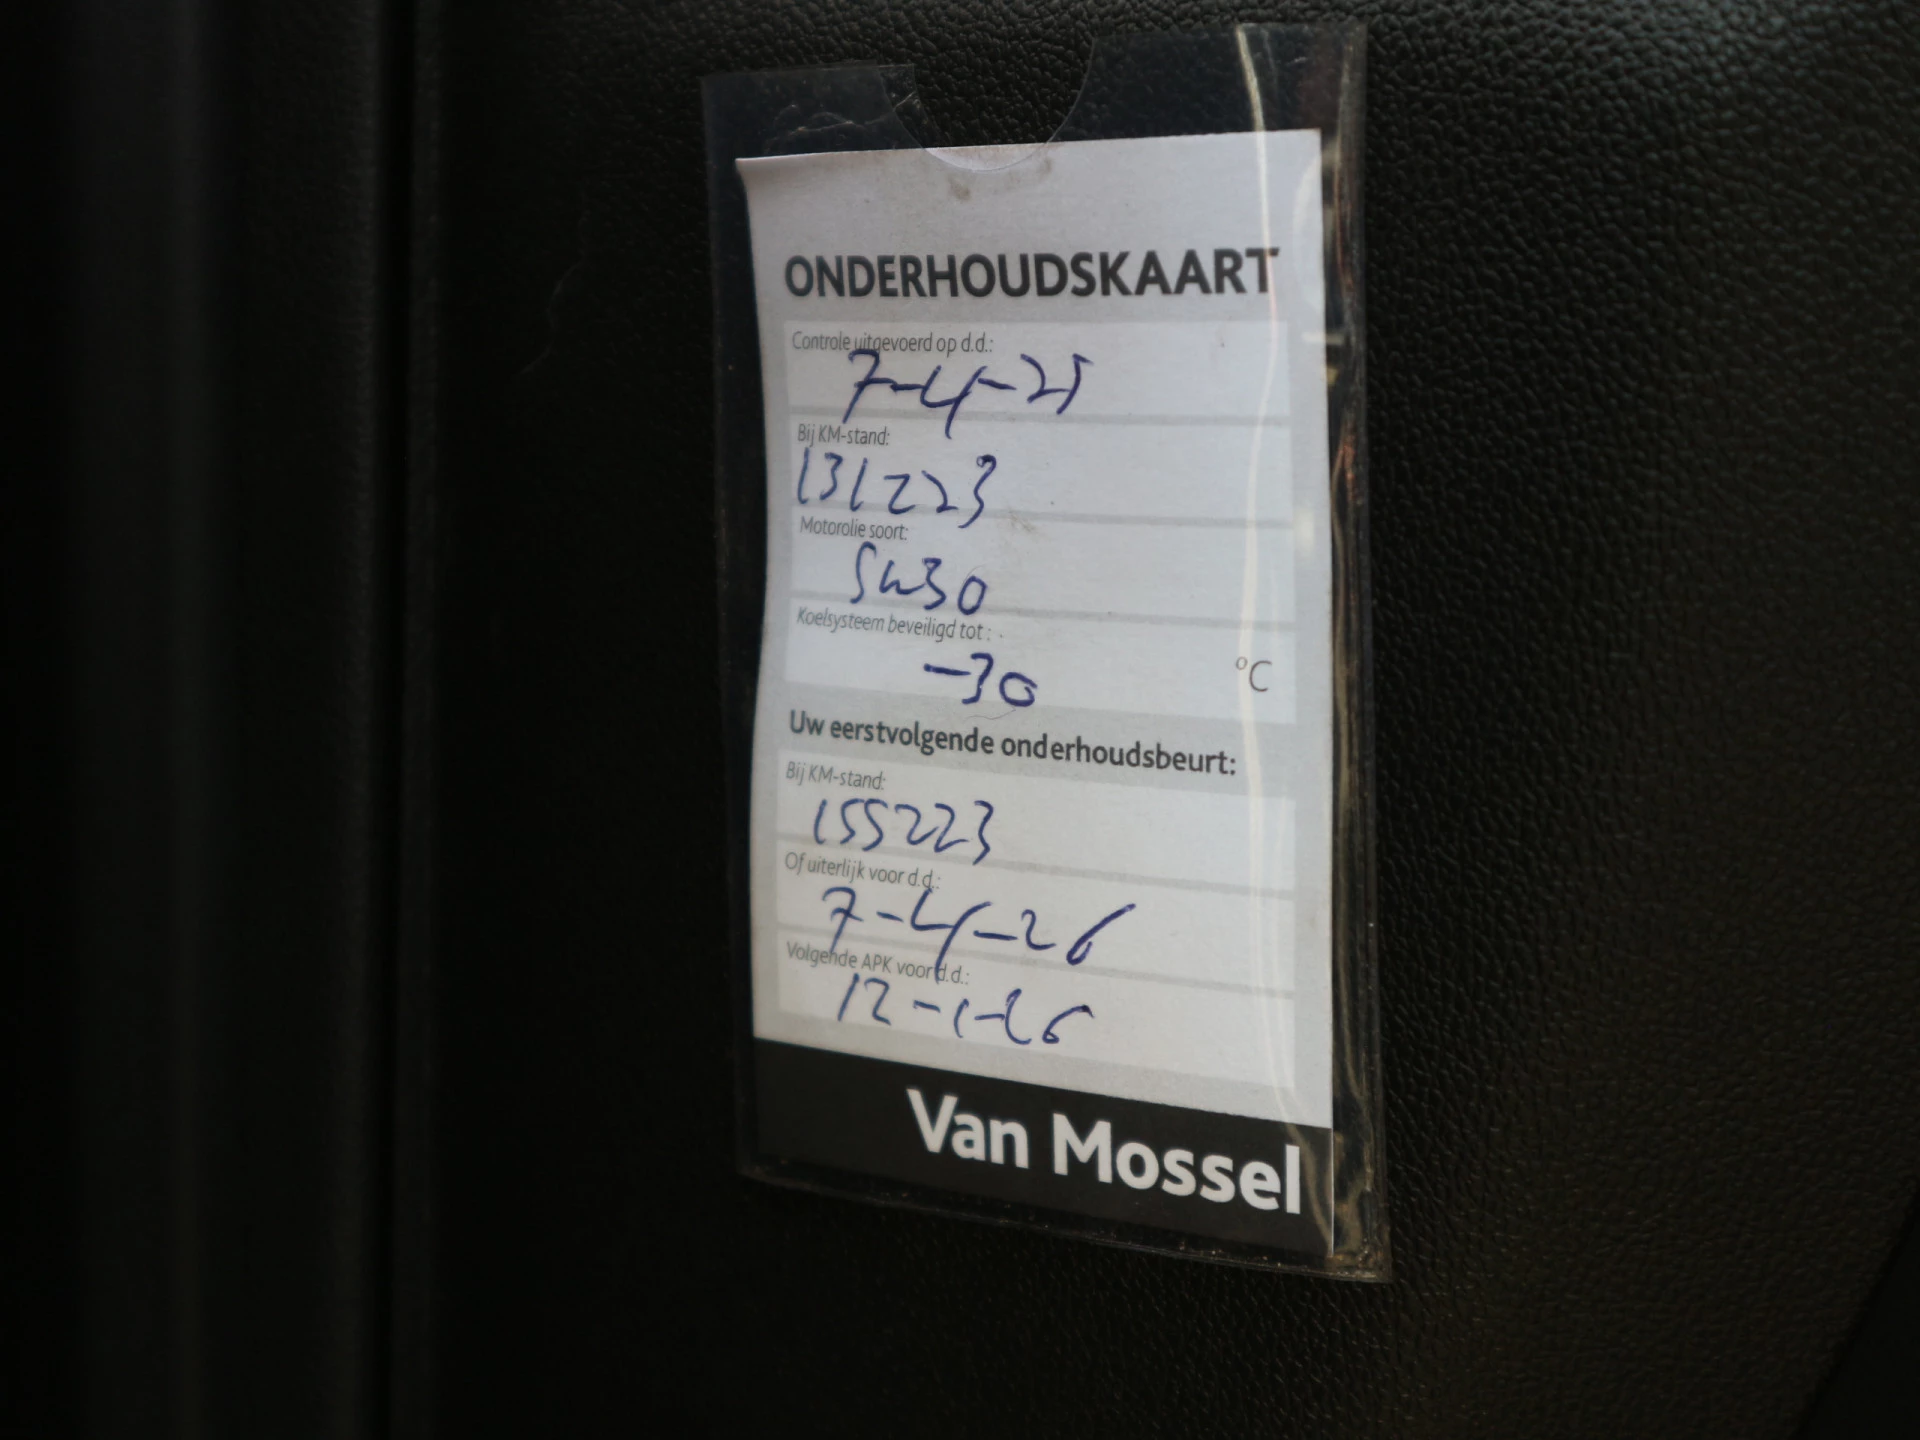 ONDERHOUDSKAART
Controle uitgevoerd op d.d.:
7-4-25
Bij KM-stand:
131223
Motorolie soort:
5w30
Koelsysteem beveiligd tot :
-30 °C
Uw eerstvolgende onderhoudsbeurt:
Bij KM-stand:
155223
Of uiterlijk voor d.d.:
7-4-26
Volgende APK voor d.d.:
12-1-26
Van Mossel